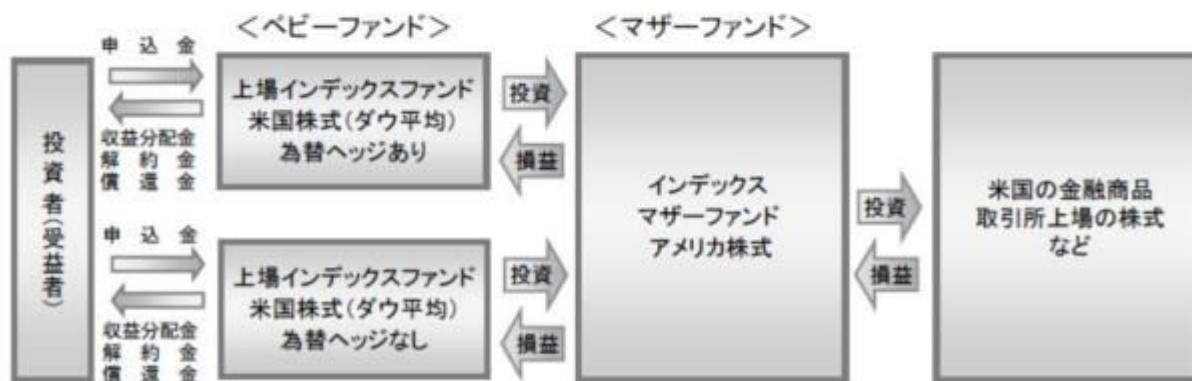 <ベビーファンド>
<マザーファンド>
投資者(受益者)
申込金
収益分配金
解約金
償還金
上場インデックスファンド
米国株式(ダウ平均)
為替ヘッジあり
投資
損益
申込金
収益分配金
解約金
償還金
上場インデックスファンド
米国株式(ダウ平均)
為替ヘッジなし
投資
損益
インデックス
マザーファンド
アメリカ株式
投資
損益
米国の金融商品
取引所上場の株式
など